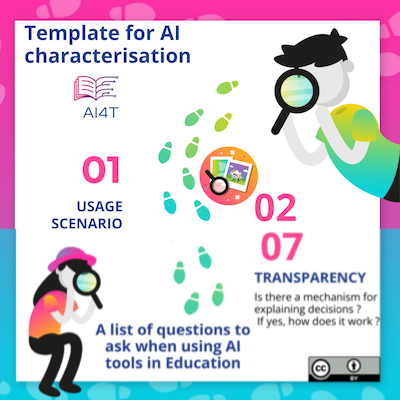 Template for AI
characterisation
AI4T
01
USAGE
SCENARIO
02
07
TRANSPARENCY
Is there a mechanism for
explaining decisions ?
If yes, how does it work ?
A list of questions to
ask when using AI
tools in Education
cc
BY